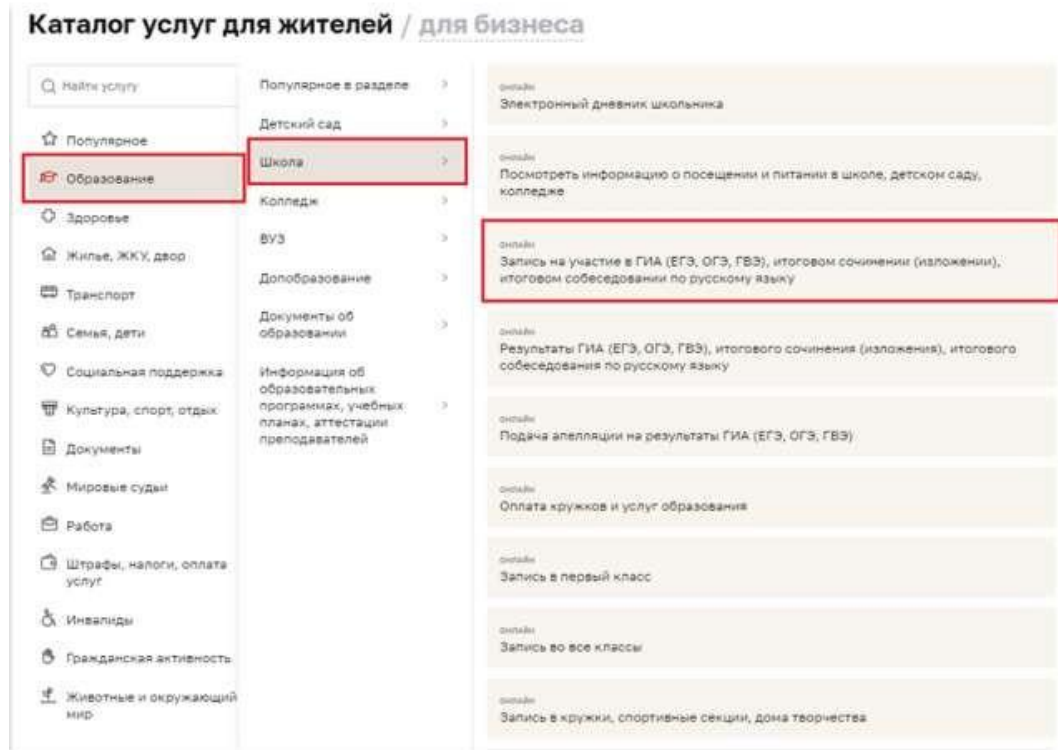 Каталог услуг для жителей / для бизнеса
Найти услугу
Популярное
Образование
Здоровье
Жилье, ЖКУ, двор
Транспорт
Семья, дети
Социальная поддержка
Культура, спорт, отдых
Документы
Мировые судьи
Работа
Штрафы, налоги, оплата
услуг
Инвалиды
Гражданская активность
Животные и окружающий
мир
Популярное в разделе
Детский сад
Школа
Колледж
ВУЗ
Допобразование
Документы об
образовании
Информация об
образовательных
программах, учебных
планах, аттестации
преподавателей
онлайн
Электронный дневник школьника
онлайн
Посмотреть информацию о посещении и питании в школе, детском саду,
колледже
онлайн
Запись на участие в ГИА (ЕГЭ, ОГЭ, ГВЭ), итоговом сочинении (изложении),
итоговом собеседовании по русскому языку
онлайн
Результаты ГИА (ЕГЭ, ОГЭ, ГВЭ), итогового сочинения (изложения), итогового
собеседования по русскому языку
онлайн
Подача апелляции на результаты ГИА (ЕГЭ, ОГЭ, ГВЭ)
онлайн
Оплата кружков и услуг образования
онлайн
Запись в первый класс
онлайн
Запись во все классы
онлайн
Запись в кружки, спортивные секции, дома творчества